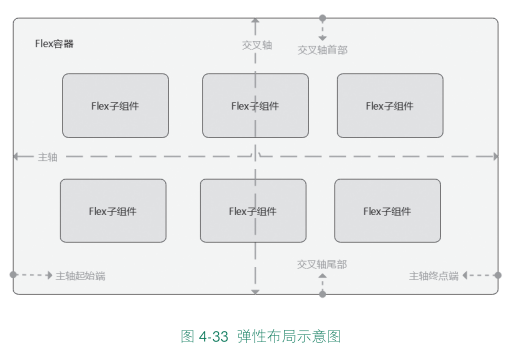 Flex容器
交叉轴
交叉轴首部
Flex子组件
Flex子组件
Flex子组件
主轴
Flex子组件
Flex子组件
Flex子组件
交叉轴尾部
主轴起始端
主轴终点端
图 4-33 弹性布局示意图